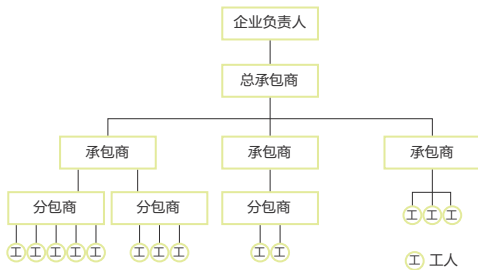 企业负责人
总承包商
承包商 承包商 承包商
分包商 分包商 分包商 工 工 工
工 工 工 工 工 工 工 工 工 工
工 工人